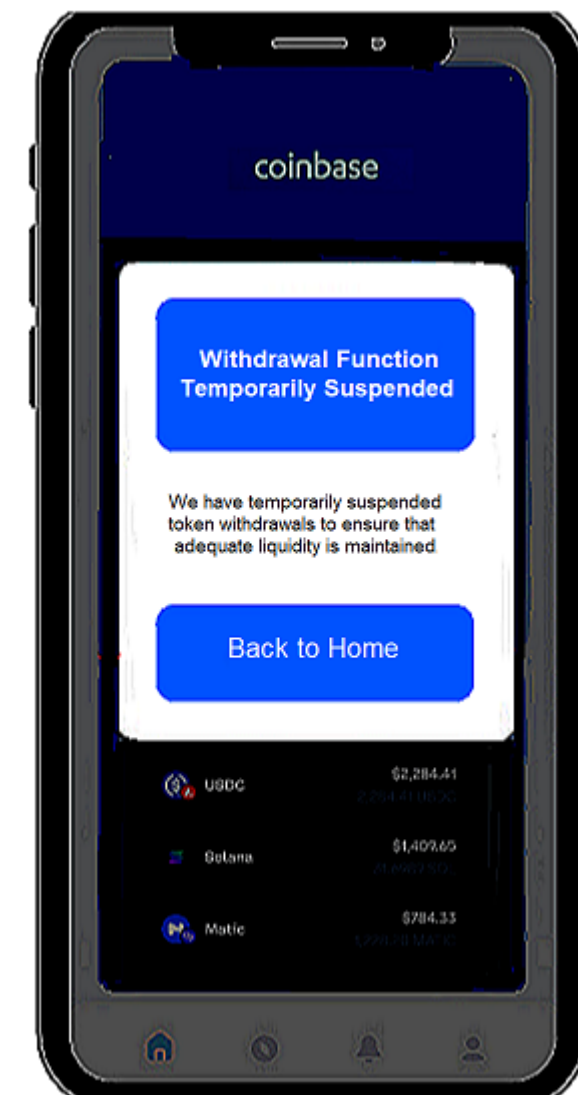 coinbase
Withdrawal Function
Temporarily Suspended
We have temporarily suspended
token withdrawals to ensure that
adequate liquidity is maintained
Back to Home
USDC $2,284.41
Solana $1,409.65
Matic $784.33